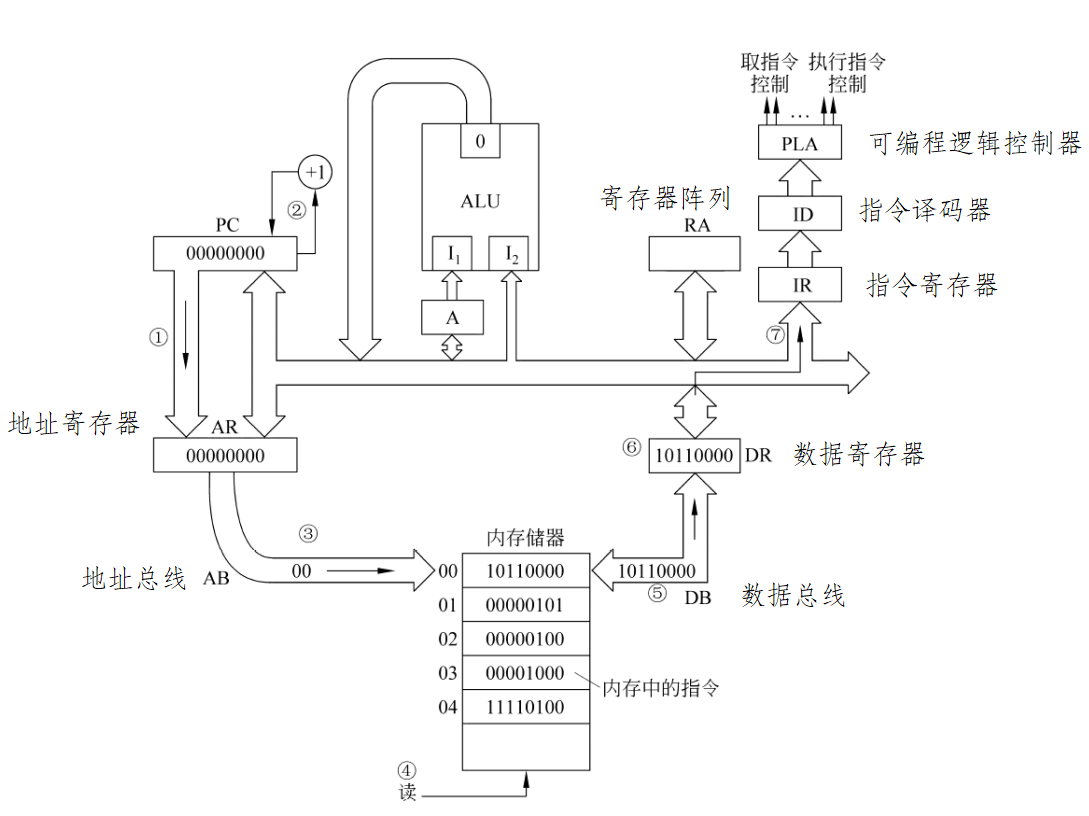 取指令 执行指令
控制 控制
…
PLA 可编程逻辑控制器
0
+1
②
ALU
寄存器阵列
RA
ID 指令译码器
PC
00000000
I₁ I₂
IR 指令寄存器
A
①
⑦
地址寄存器
AR
00000000
⑥
10110000 DR 数据寄存器
③
内存储器
地址总线 AB
00
00 10110000
10110000
⑤
DB 数据总线
01 00000101
02 00000100
03 00001000
内存中的指令
04 11110100
④
读